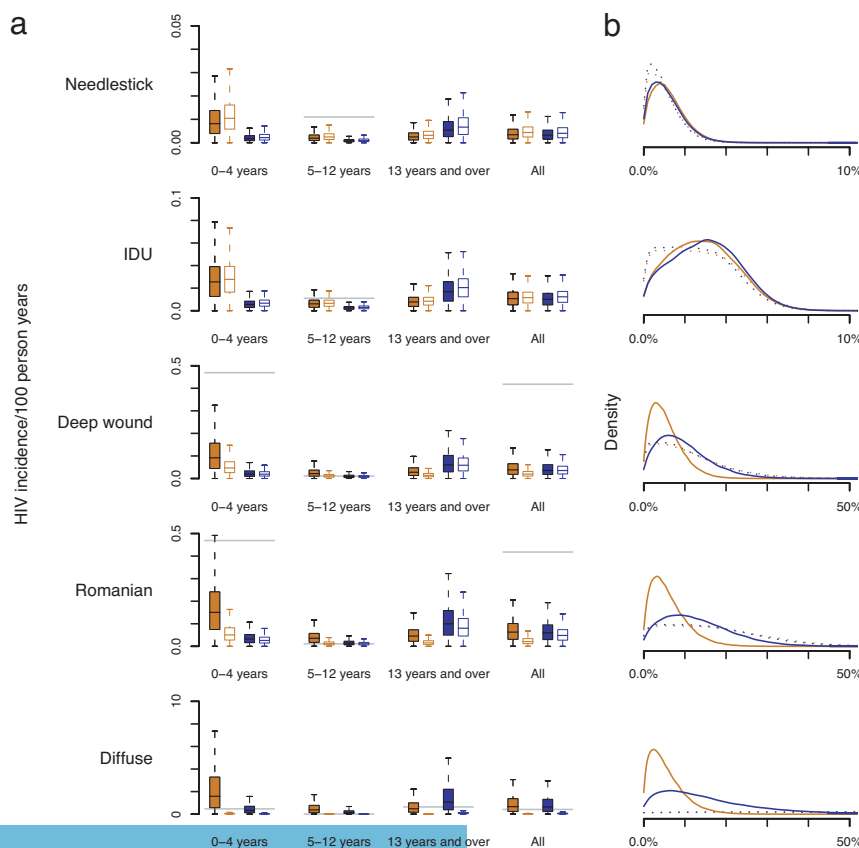 a
b
HIV incidence/100 person years
Density
Needlestick
0.05
0.00
0–4 years 5–12 years 13 years and over All
0.0% 10%
IDU
0.1
0.0
0–4 years 5–12 years 13 years and over All
0.0% 10%
Deep wound
0.5
0.0
0–4 years 5–12 years 13 years and over All
0.0% 50%
Romanian
0.5
0.0
0–4 years 5–12 years 13 years and over All
0.0% 50%
Diffuse
10
0
0–4 years 5–12 years 13 years and over All
0.0% 50%